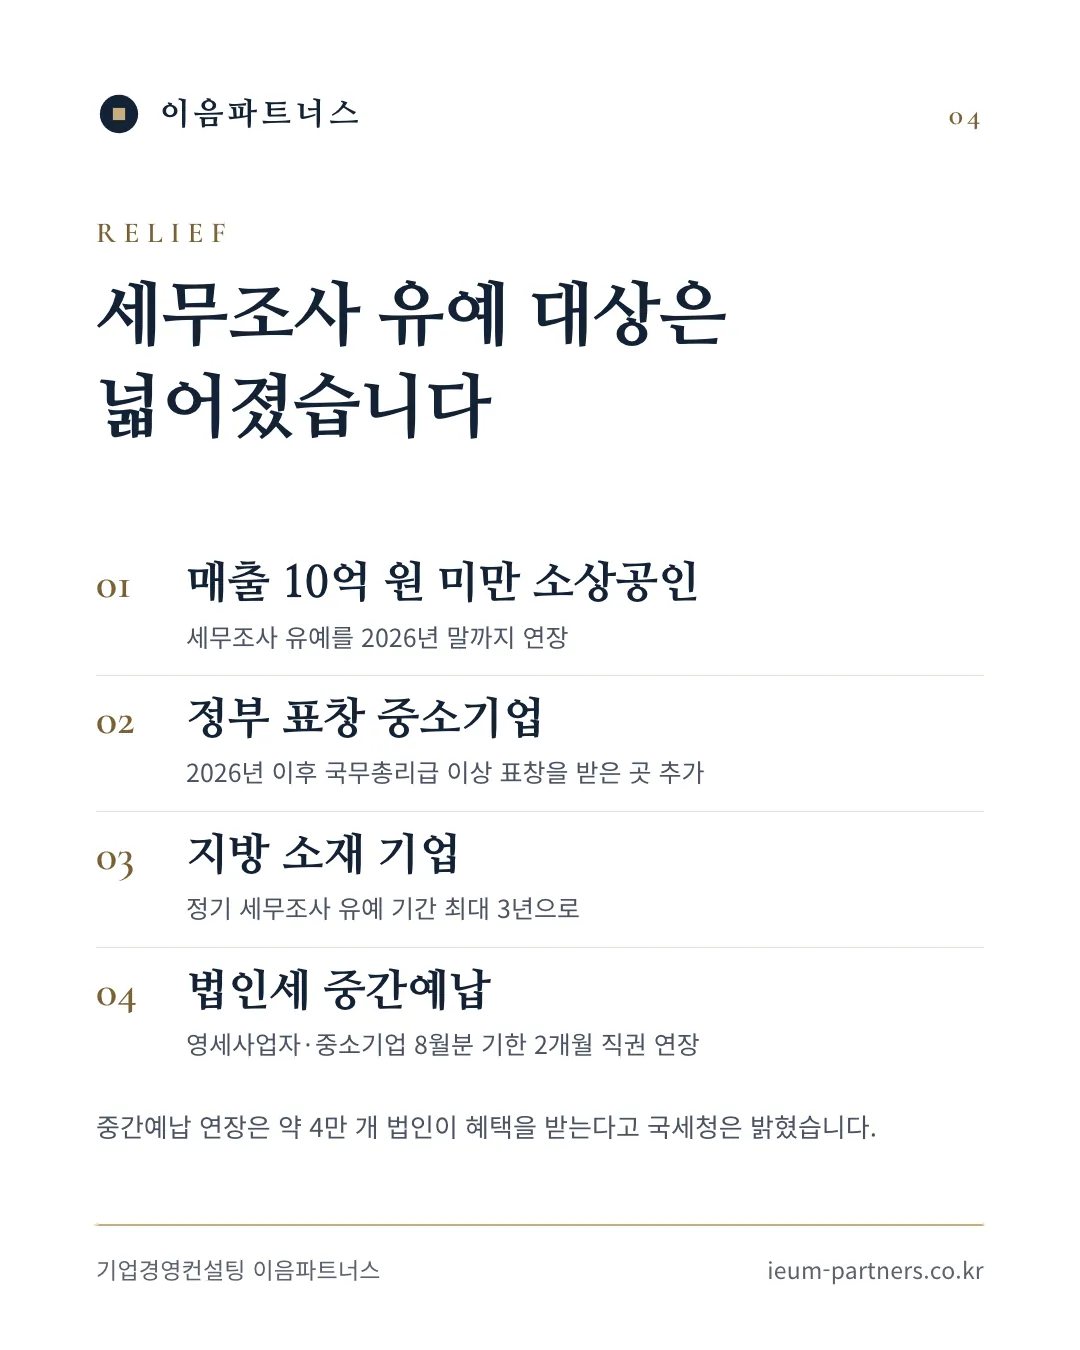 이음파트너스
04
RELIEF
세무조사 유예 대상은
넓어졌습니다
01
매출 10억 원 미만 소상공인
세무조사 유예를 2026년 말까지 연장
02
정부 표창 중소기업
2026년 이후 국무총리급 이상 표창을 받은 곳 추가
03
지방 소재 기업
정기 세무조사 유예 기간 최대 3년으로
04
법인세 중간예납
영세사업자·중소기업 8월분 기한 2개월 직권 연장
중간예납 연장은 약 4만 개 법인이 혜택을 받는다고 국세청은 밝혔습니다.
기업경영컨설팅 이음파트너스
ieum-partners.co.kr